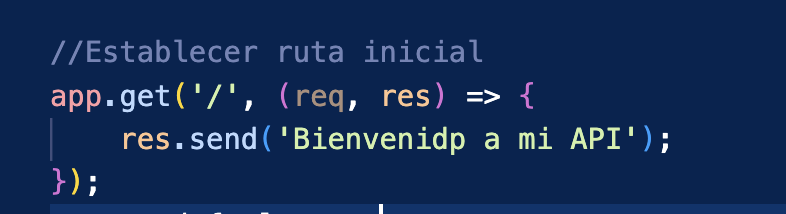 //Establecer ruta inicial
app.get('/', (req, res) => {
    res.send('Bienvenidp a mi API');
});